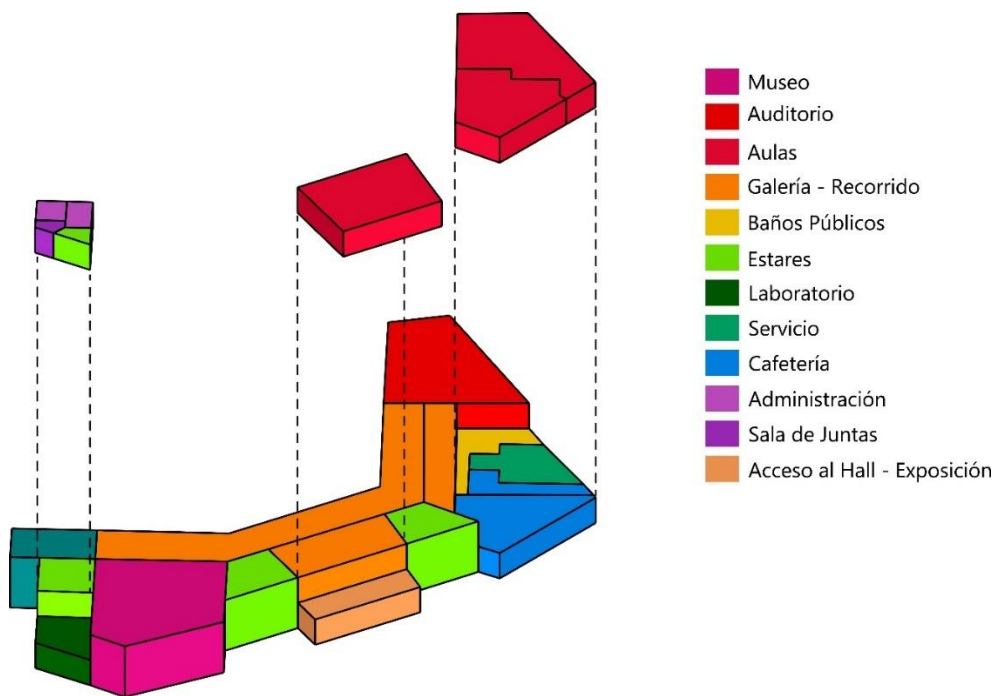 Museo
Auditorio
Aulas
Galería - Recorrido
Baños Públicos
Estares
Laboratorio
Servicio
Cafetería
Administración
Sala de Juntas
Acceso al Hall - Exposición